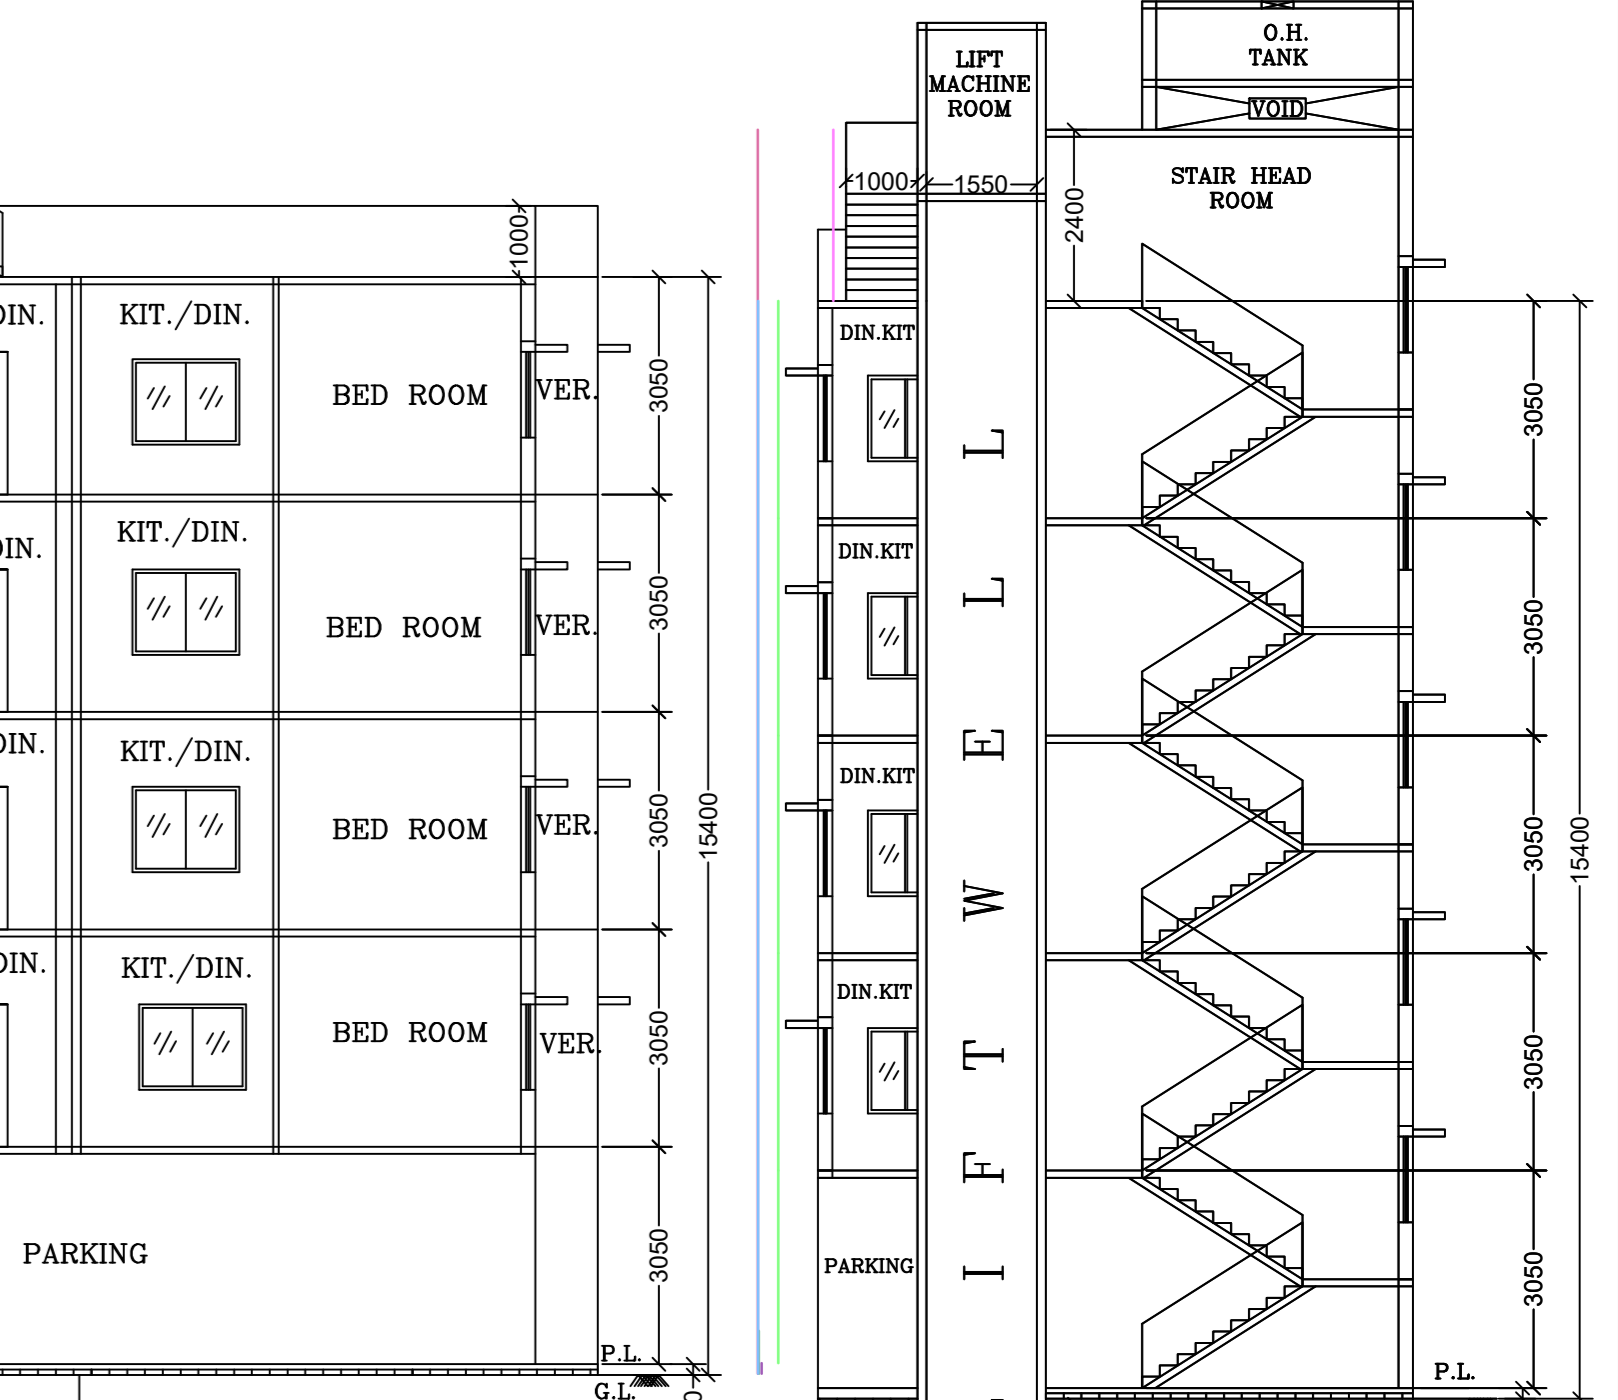 O.H.
TANK
VOID
LIFT
MACHINE
ROOM
STAIR HEAD
ROOM
1000
1550
2400
1000
DIN.
KIT./DIN.
BED ROOM
VER.
3050
DIN.KIT
3050
DIN.
KIT./DIN.
BED ROOM
VER.
3050
DIN.KIT
3050
DIN.
KIT./DIN.
BED ROOM
VER.
3050
15400
DIN.KIT
3050
15400
DIN.
KIT./DIN.
BED ROOM
VER.
3050
DIN.KIT
3050
LIFT WELL
PARKING
3050
PARKING
3050
P.L.
G.L.
0
P.L.